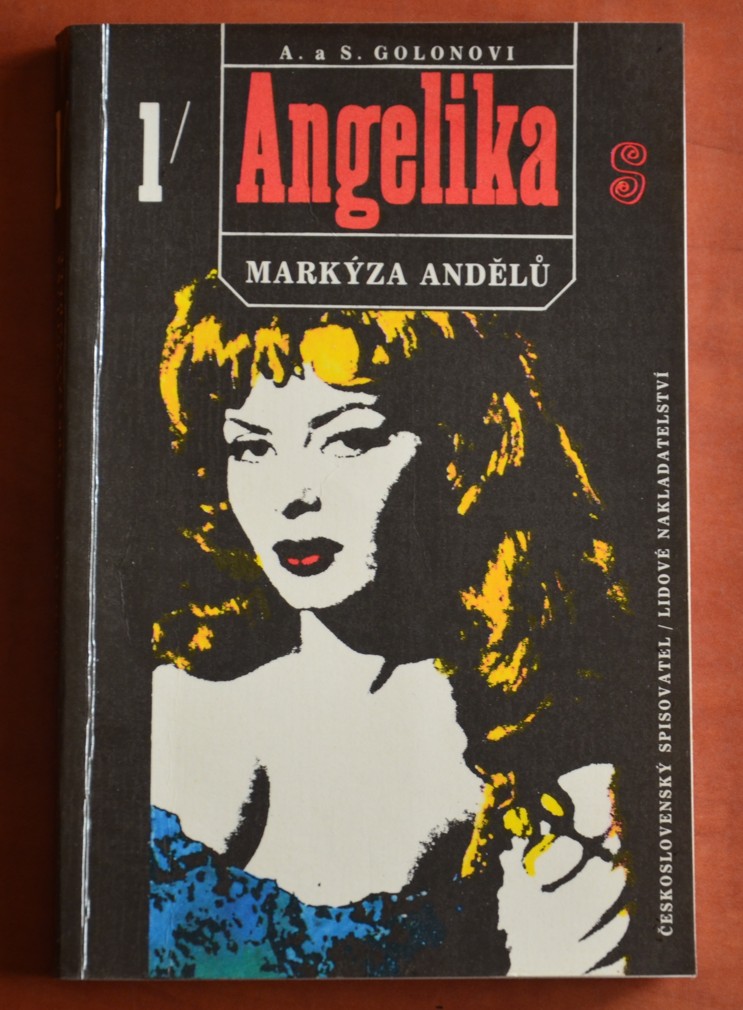 A. a S. GOLONOVI
1/
Angelika
MARKÝZA ANDĚLŮ
ČESKOSLOVENSKÝ SPISOVATEL / LIDOVÉ NAKLADATELSTVÍ